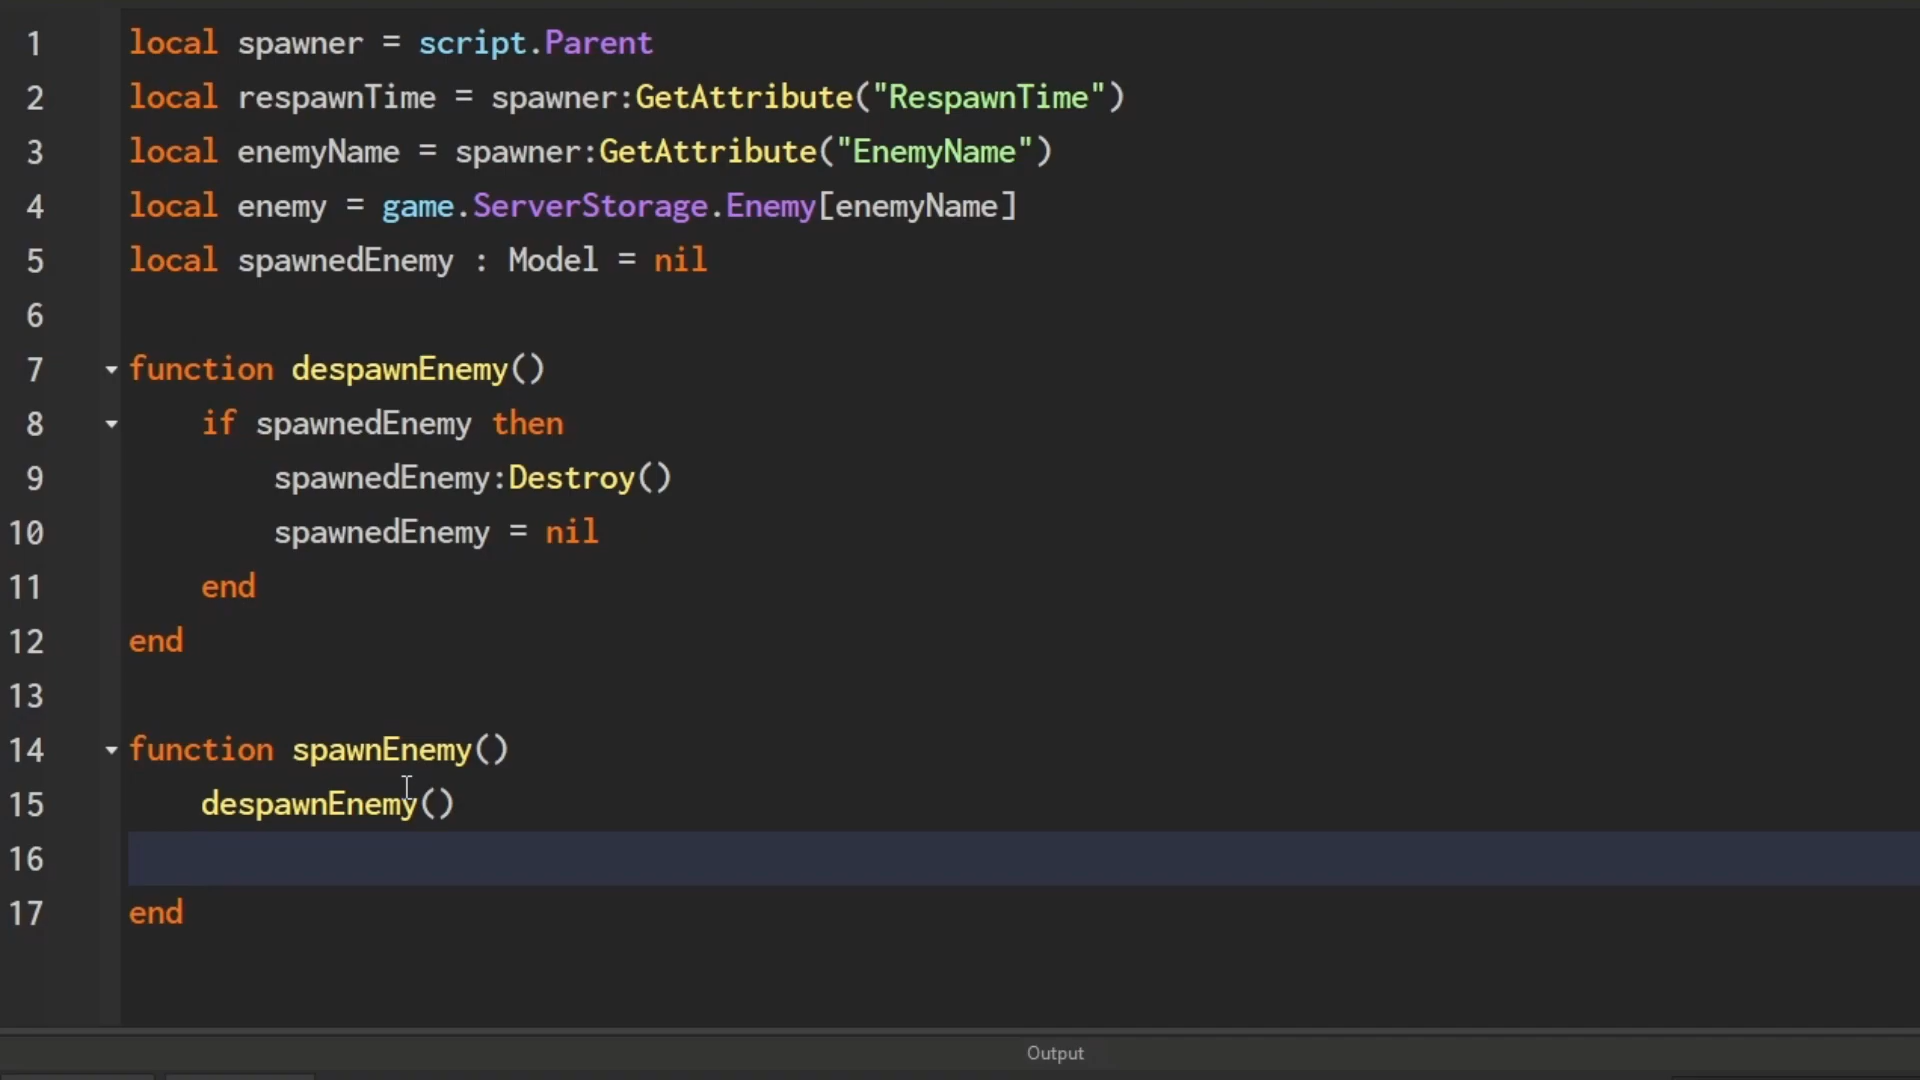 1 local spawner = script.Parent
2 local respawnTime = spawner:GetAttribute("RespawnTime")
3 local enemyName = spawner:GetAttribute("EnemyName")
4 local enemy = game.ServerStorage.Enemy[enemyName]
5 local spawnedEnemy : Model = nil
6
7 function despawnEnemy()
8     if spawnedEnemy then
9         spawnedEnemy:Destroy()
10         spawnedEnemy = nil
11     end
12 end
13
14 function spawnEnemy()
15     despawnEnemy()
16
17 end
Output